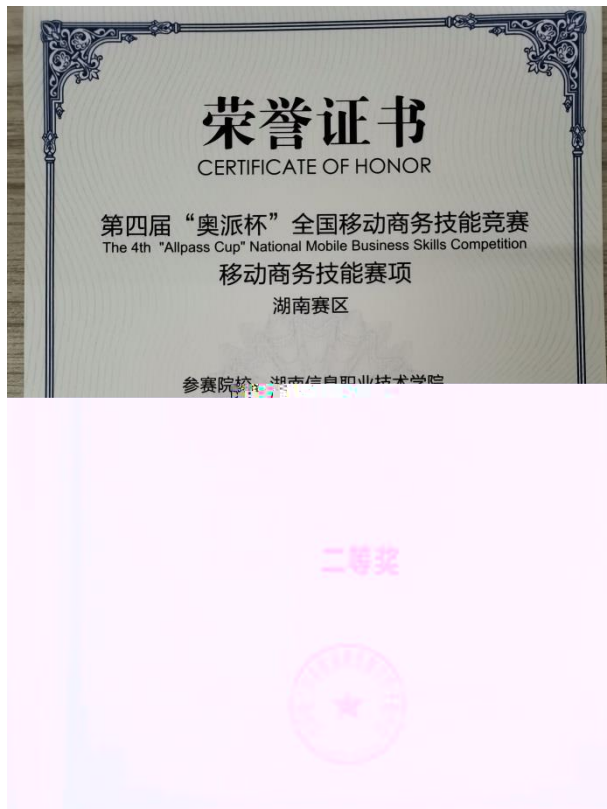 荣誉证书
CERTIFICATE OF HONOR
第四届“奥派杯”全国移动商务技能竞赛
The 4th "Allpass Cup" National Mobile Business Skills Competition
移动商务技能赛项
湖南赛区
参赛院校 湖南信息职业技术学院
二等奖